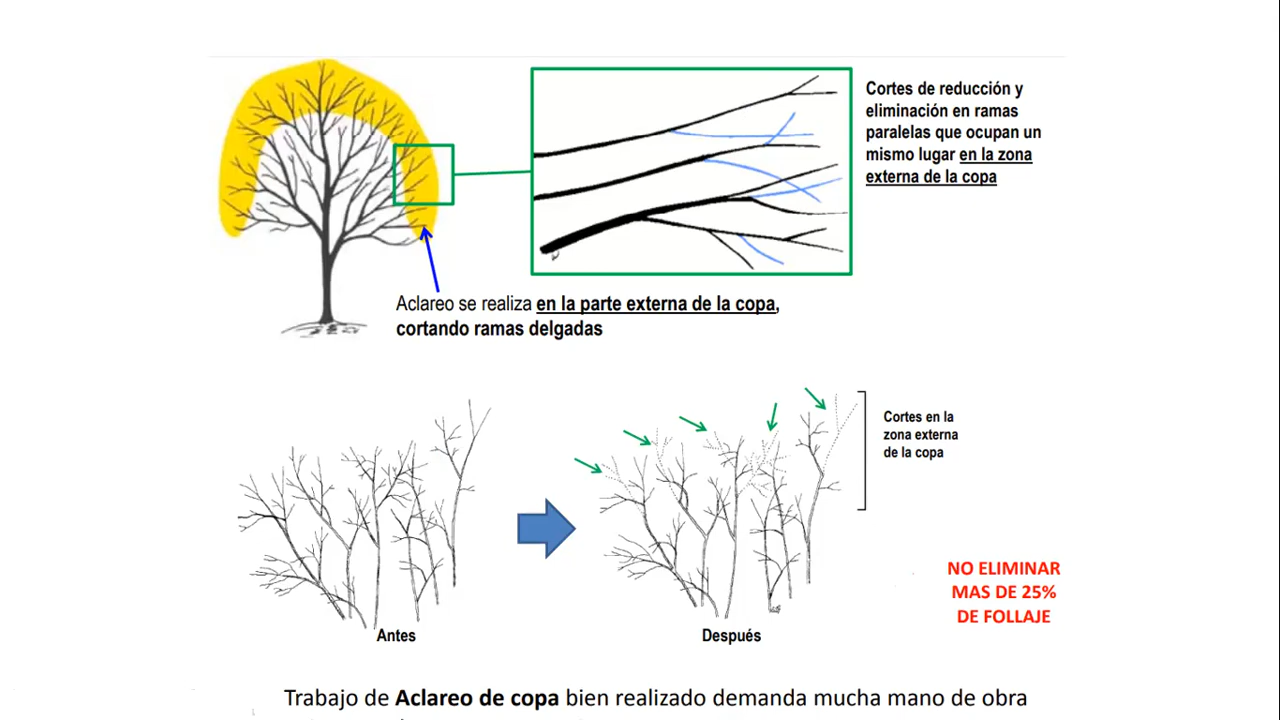 Cortes de reducción y
eliminación en ramas
paralelas que ocupan un
mismo lugar en la zona
externa de la copa
Aclareo se realiza en la parte externa de la copa,
cortando ramas delgadas
Cortes en la
zona externa
de la copa
NO ELIMINAR
MAS DE 25%
DE FOLLAJE
Antes
Después
Trabajo de Aclareo de copa bien realizado demanda mucha mano de obra